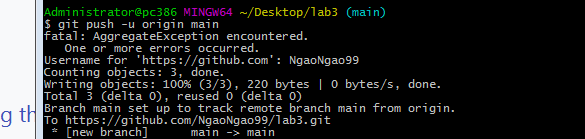 Administrator@pc386 MINGW64 ~/Desktop/lab3 (main)
$ git push -u origin main
fatal: AggregateException encountered.
   One or more errors occurred.
Username for 'https://github.com': NgaoNgao99
Counting objects: 3, done.
Writing objects: 100% (3/3), 220 bytes | 0 bytes/s, done.
Total 3 (delta 0), reused 0 (delta 0)
Branch main set up to track remote branch main from origin.
To https://github.com/NgaoNgao99/lab3.git
 * [new branch]      main -> main